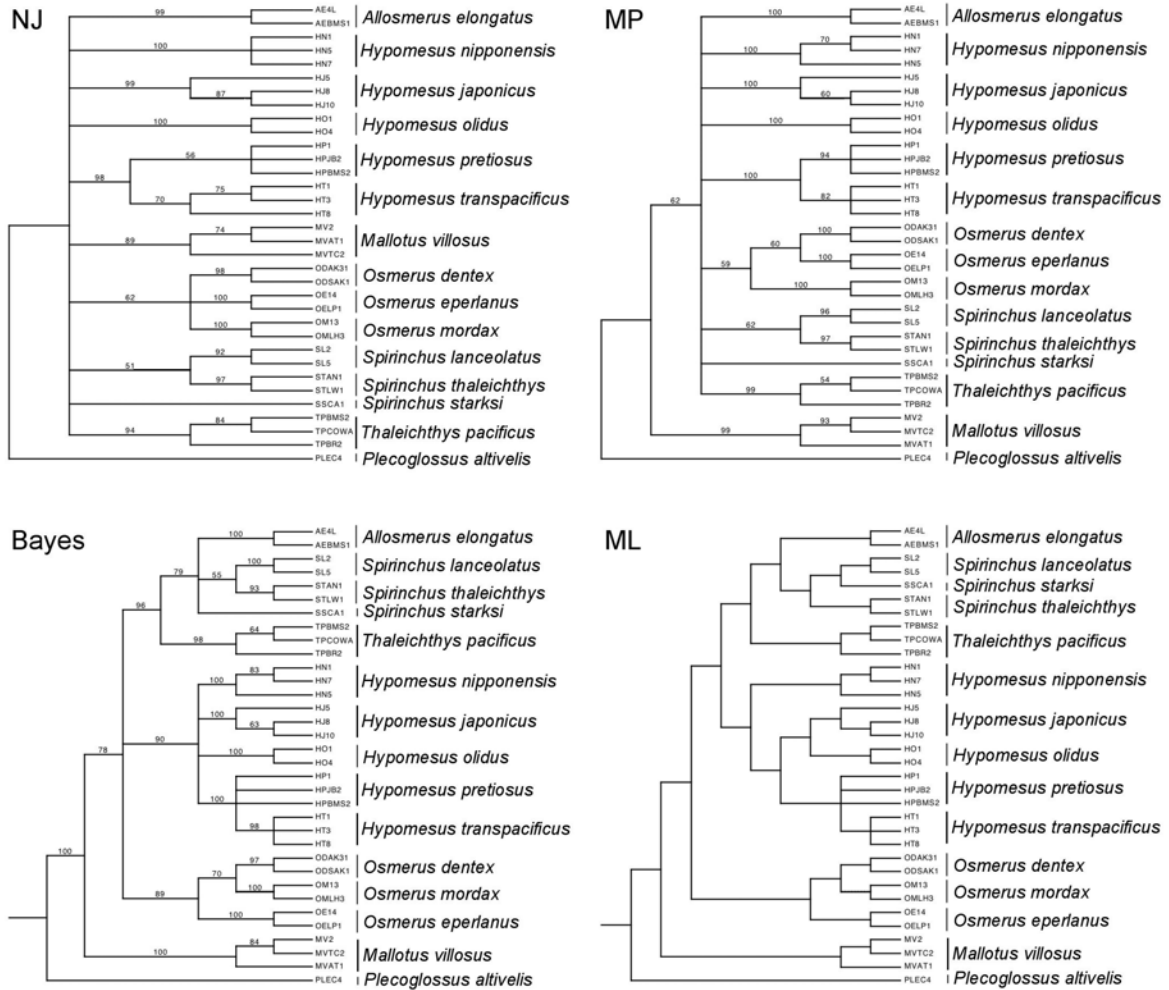 NJ
99
AE4L
AEBMS1
Allosmerus elongatus
100
HN1
HN5
HN7
Hypomesus nipponensis
99
87
HJ5
HJ8
HJ10
Hypomesus japonicus
100
HO1
HO4
Hypomesus olidus
98
56
HP1
HPJB2
HPBMS2
Hypomesus pretiosus
70
75
HT1
HT3
HT8
Hypomesus transpacificus
89
74
MV2
MVAT1
MVTC2
Mallotus villosus
62
98
ODAK31
ODSAK1
Osmerus dentex
100
OE14
OELP1
Osmerus eperlanus
100
OM13
OMLH3
Osmerus mordax
51
92
SL2
SL5
Spirinchus lanceolatus
97
STAN1
STLW1
Spirinchus thaleichthys
SSCA1
Spirinchus starksi
94
84
TPBMS2
TPCOWA
TPBR2
Thaleichthys pacificus
PLEC4
Plecoglossus altivelis
MP
100
AE4L
AEBMS1
Allosmerus elongatus
100
70
HN1
HN7
HN5
Hypomesus nipponensis
100
60
HJ5
HJ8
HJ10
Hypomesus japonicus
100
HO1
HO4
Hypomesus olidus
62
100
94
HP1
HPJB2
HPBMS2
Hypomesus pretiosus
82
HT1
HT3
HT8
Hypomesus transpacificus
59
60
100
ODAK31
ODSAK1
Osmerus dentex
100
OE14
OELP1
Osmerus eperlanus
100
OM13
OMLH3
Osmerus mordax
62
96
SL2
SL5
Spirinchus lanceolatus
97
STAN1
STLW1
Spirinchus thaleichthys
SSCA1
Spirinchus starksi
99
54
TPBMS2
TPCOWA
TPBR2
Thaleichthys pacificus
99
93
MV2
MVTC2
MVAT1
Mallotus villosus
PLEC4
Plecoglossus altivelis
Bayes
100
AE4L
AEBMS1
Allosmerus elongatus
79
55
100
SL2
SL5
Spirinchus lanceolatus
93
STAN1
STLW1
Spirinchus thaleichthys
SSCA1
Spirinchus starksi
96
98
64
TPBMS2
TPCOWA
TPBR2
Thaleichthys pacificus
100
83
HN1
HN7
HN5
Hypomesus nipponensis
100
63
HJ5
HJ8
HJ10
Hypomesus japonicus
90
100
HO1
HO4
Hypomesus olidus
78
100
HP1
HPJB2
HPBMS2
Hypomesus pretiosus
98
HT1
HT3
HT8
Hypomesus transpacificus
100
89
70
97
ODAK31
ODSAK1
Osmerus dentex
100
OM13
OMLH3
Osmerus mordax
100
OE14
OELP1
Osmerus eperlanus
100
84
MV2
MVTC2
MVAT1
Mallotus villosus
PLEC4
Plecoglossus altivelis
ML
AE4L
AEBMS1
Allosmerus elongatus
SL2
SL5
Spirinchus lanceolatus
SSCA1
Spirinchus starksi
STAN1
STLW1
Spirinchus thaleichthys
TPBMS2
TPCOWA
TPBR2
Thaleichthys pacificus
HN1
HN7
HN5
Hypomesus nipponensis
HJ5
HJ8
HJ10
Hypomesus japonicus
HO1
HO4
Hypomesus olidus
HP1
HPJB2
HPBMS2
Hypomesus pretiosus
HT1
HT3
HT8
Hypomesus transpacificus
ODAK31
ODSAK1
Osmerus dentex
OM13
OMLH3
Osmerus mordax
OE14
OELP1
Osmerus eperlanus
MV2
MVTC2
MVAT1
Mallotus villosus
PLEC4
Plecoglossus altivelis